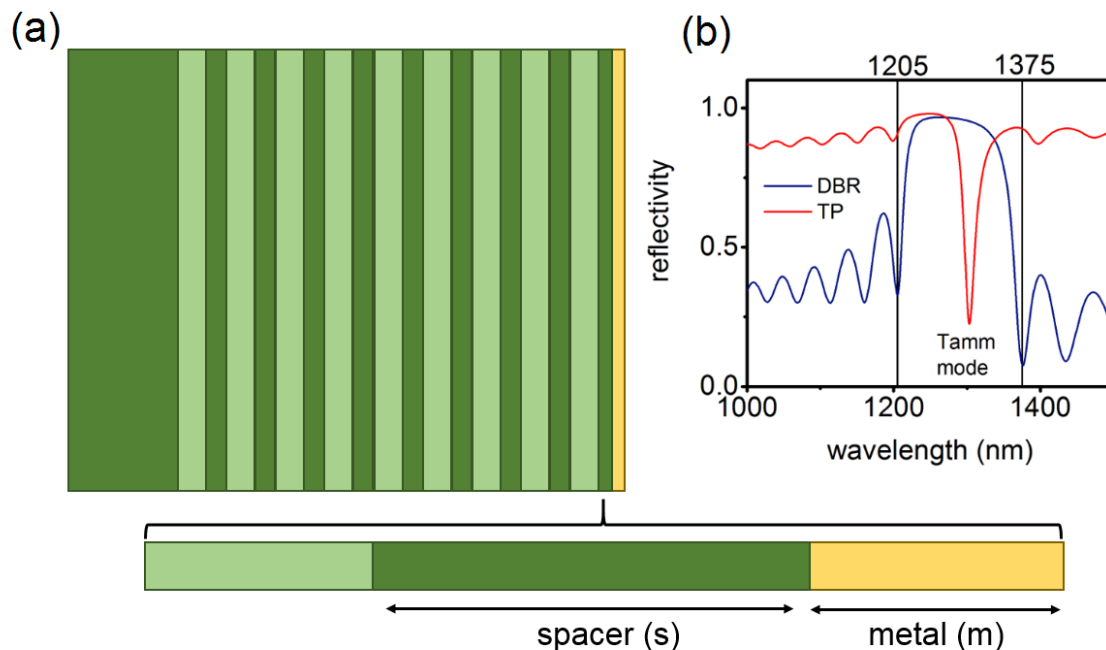 (a)
(b)
1205 1375
1.0
DBR
TP
0.5
reflectivity
Tamm
mode
0.0
1000 1200 1400
wavelength (nm)
spacer (s) metal (m)